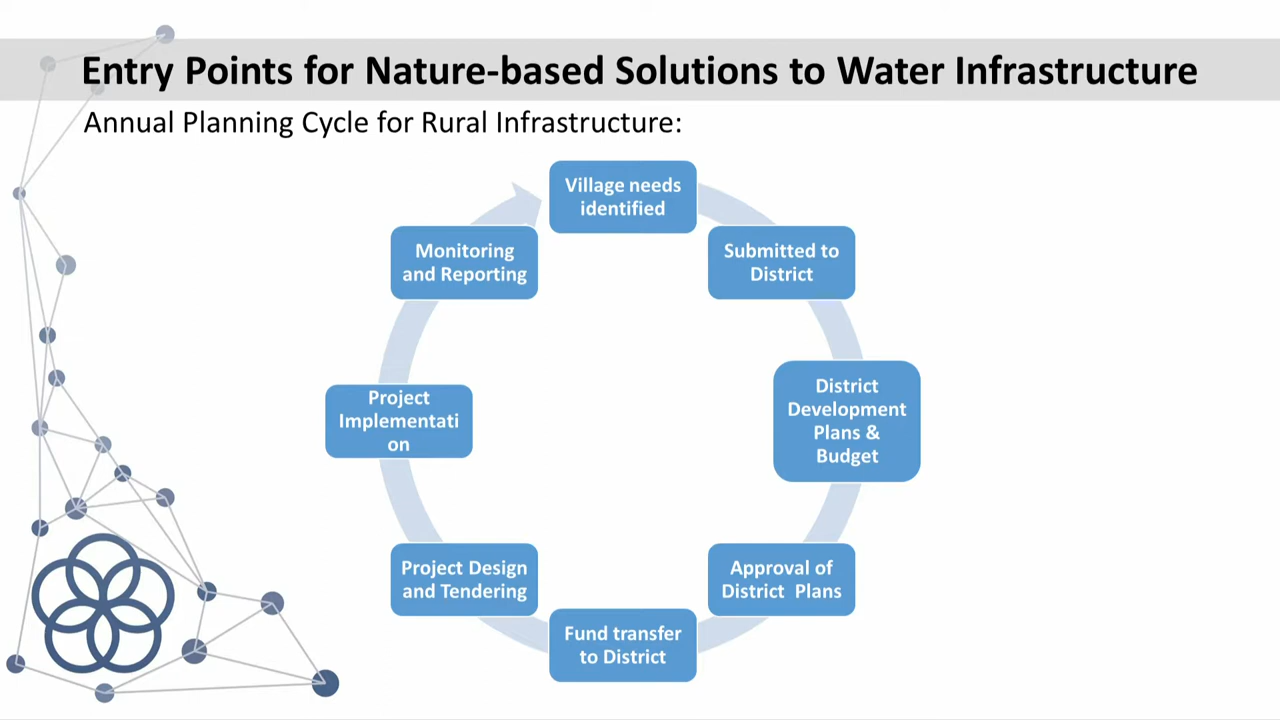 Entry Points for Nature-based Solutions to Water Infrastructure
Annual Planning Cycle for Rural Infrastructure:
Village needs
identified
Submitted to
District
District
Development
Plans &
Budget
Approval of
District Plans
Fund transfer
to District
Project Design
and Tendering
Project
Implementati
on
Monitoring
and Reporting